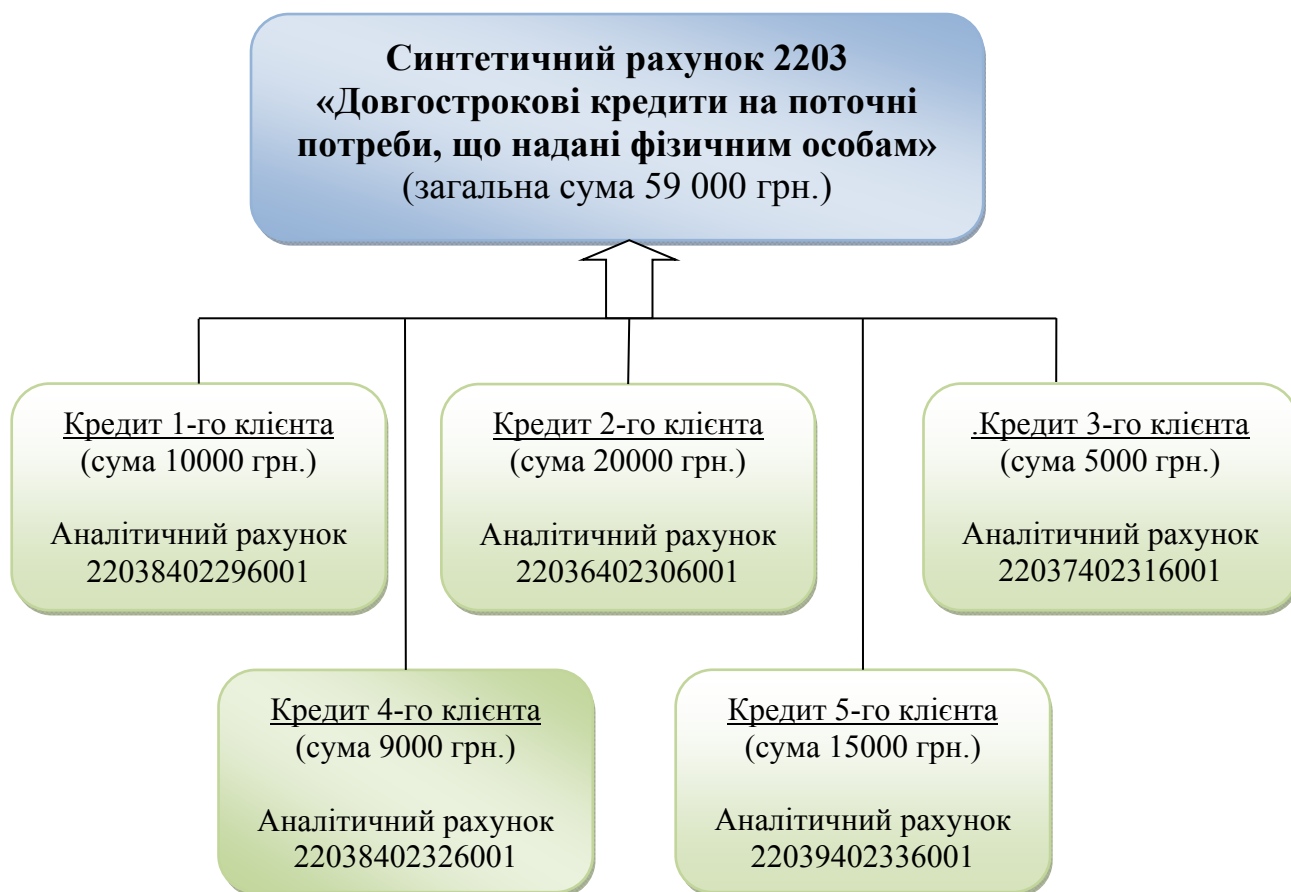 Синтетичний рахунок 2203
«Довгострокові кредити на поточні
потреби, що надані фізичним особам»
(загальна сума 59 000 грн.)
Кредит 1-го клієнта
(сума 10000 грн.)
Аналітичний рахунок
22038402296001
Кредит 2-го клієнта
(сума 20000 грн.)
Аналітичний рахунок
22036402306001
.Кредит 3-го клієнта
(сума 5000 грн.)
Аналітичний рахунок
22037402316001
Кредит 4-го клієнта
(сума 9000 грн.)
Аналітичний рахунок
22038402326001
Кредит 5-го клієнта
(сума 15000 грн.)
Аналітичний рахунок
22039402336001